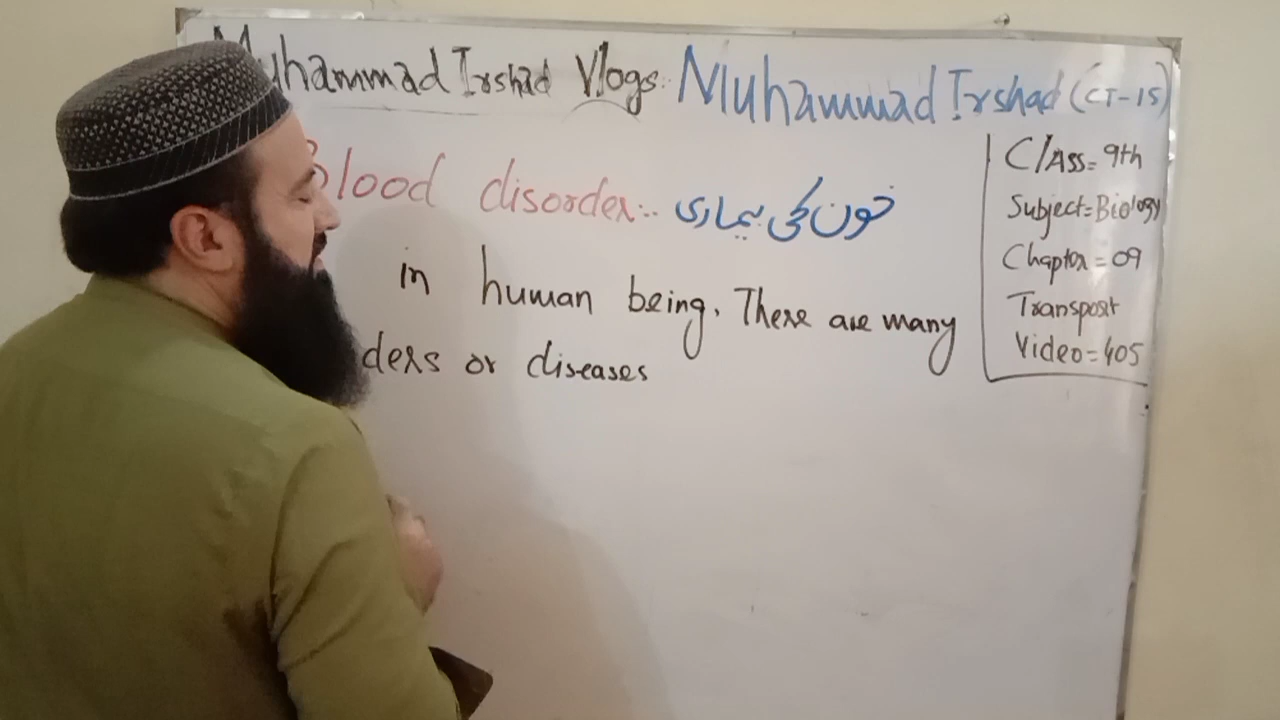 Muhammad Irshad Vlogs. Muhammad Irshad (CT-15)
Blood disorder:. خون کی بیماری
in human being. There are many
ders or diseases
Class= 9th
Subject= Biology
Chapter = 09
Transport
Video= 405